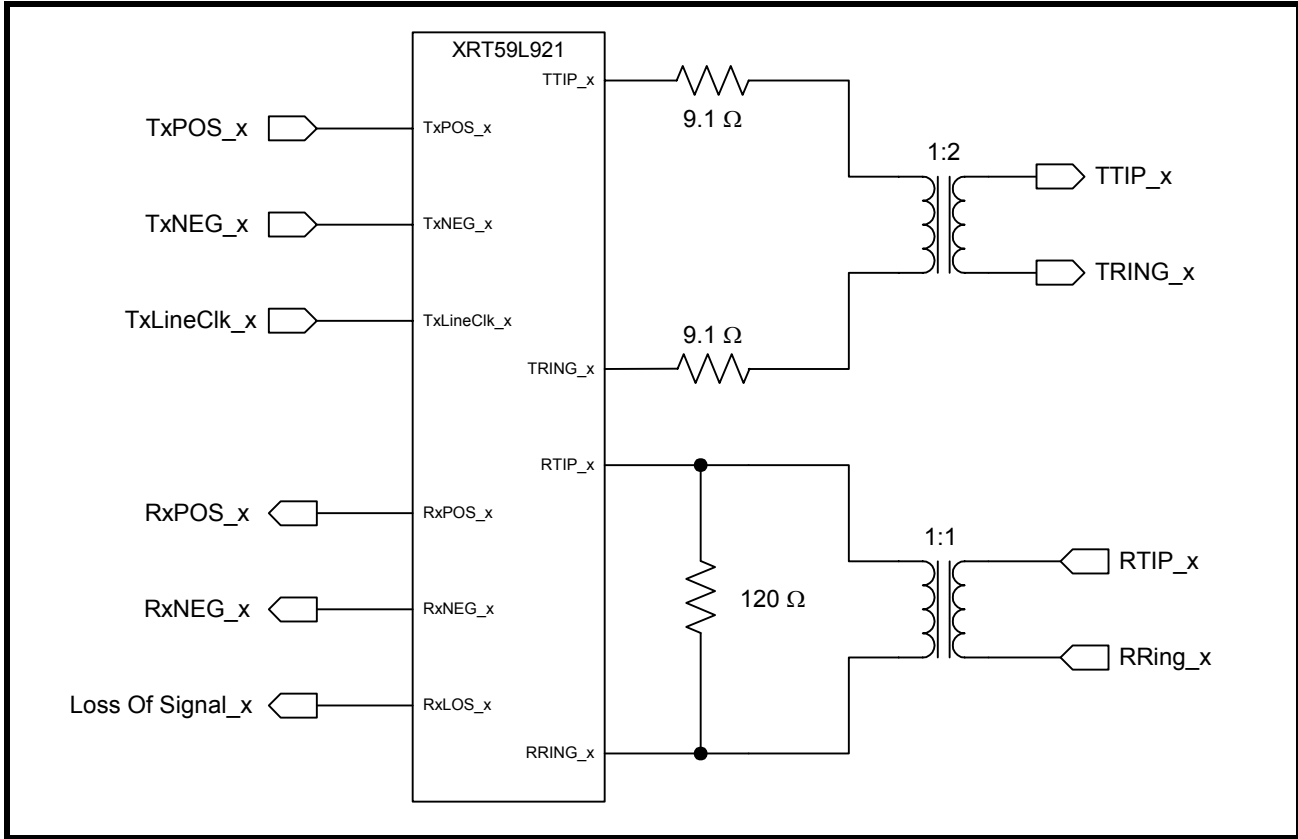 XRT59L921
TTIP_x
9.1 Ω
TxPOS_x
TxPOS_x
1:2
TTIP_x
TxNEG_x
TxNEG_x
TRING_x
TxLineClk_x
TxLineClk_x
9.1 Ω
TRING_x
RTIP_x
RxPOS_x
RxPOS_x
1:1
RTIP_x
RxNEG_x
RxNEG_x
120 Ω
RRing_x
Loss Of Signal_x
RxLOS_x
RRING_x